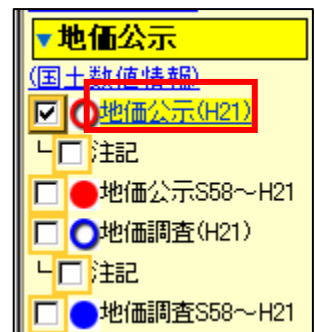 ▼地価公示
(国土数値情報)
地価公示(H21)
└ 注記
地価公示S58～H21
地価調査(H21)
└ 注記
地価調査S58～H21